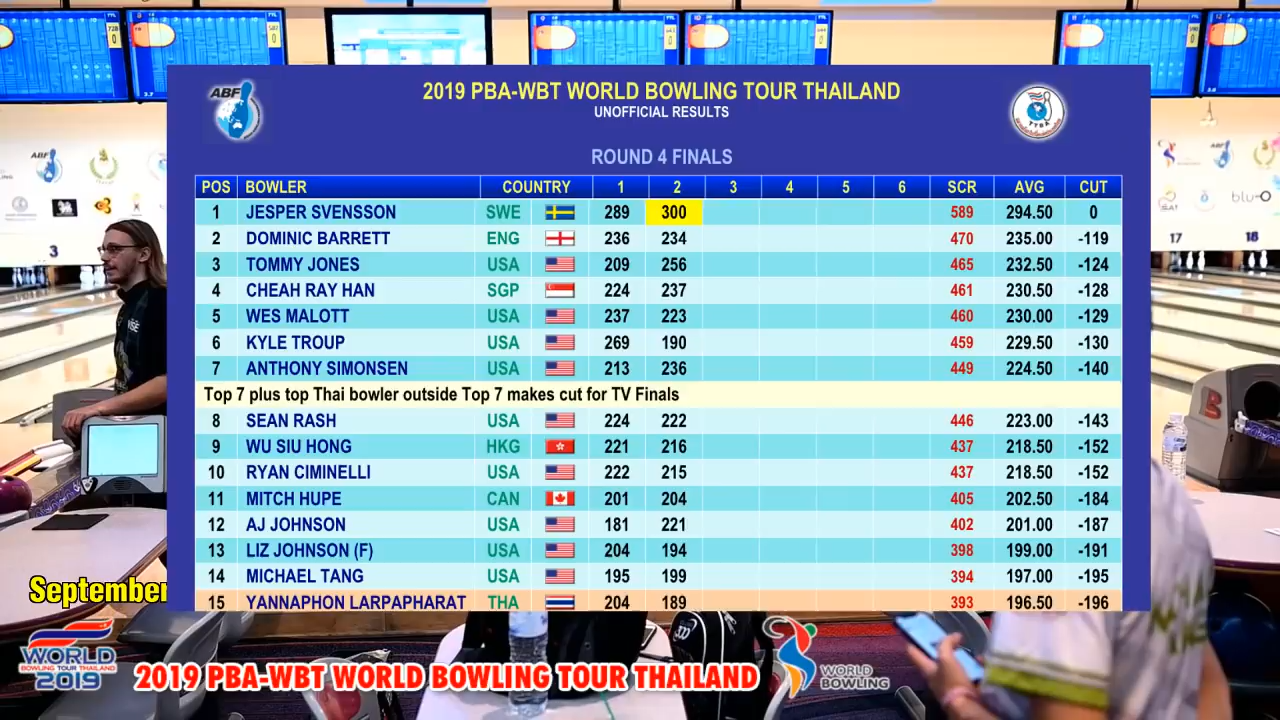 ABF
2019 PBA-WBT WORLD BOWLING TOUR THAILAND
UNOFFICIAL RESULTS
ROUND 4 FINALS
POS BOWLER COUNTRY 1 2 3 4 5 6 SCR AVG CUT
1 JESPER SVENSSON SWE 289 300 589 294.50 0
2 DOMINIC BARRETT ENG 236 234 470 235.00 -119
3 TOMMY JONES USA 209 256 465 232.50 -124
4 CHEAH RAY HAN SGP 224 237 461 230.50 -128
5 WES MALOTT USA 237 223 460 230.00 -129
6 KYLE TROUP USA 269 190 459 229.50 -130
7 ANTHONY SIMONSEN USA 213 236 449 224.50 -140
Top 7 plus top Thai bowler outside Top 7 makes cut for TV Finals
8 SEAN RASH USA 224 222 446 223.00 -143
9 WU SIU HONG HKG 221 216 437 218.50 -152
10 RYAN CIMINELLI USA 222 215 437 218.50 -152
11 MITCH HUPE CAN 201 204 405 202.50 -184
12 AJ JOHNSON USA 181 221 402 201.00 -187
13 LIZ JOHNSON (F) USA 204 194 398 199.00 -191
14 MICHAEL TANG USA 195 199 394 197.00 -195
15 YANNAPHON LARPAPHARAT THA 204 189 393 196.50 -196
ABF
3
ABF
blu-O
17 18
September
WORLD
BOWLING TOUR THAILAND
2019
2019 PBA-WBT WORLD BOWLING TOUR THAILAND
WORLD
BOWLING